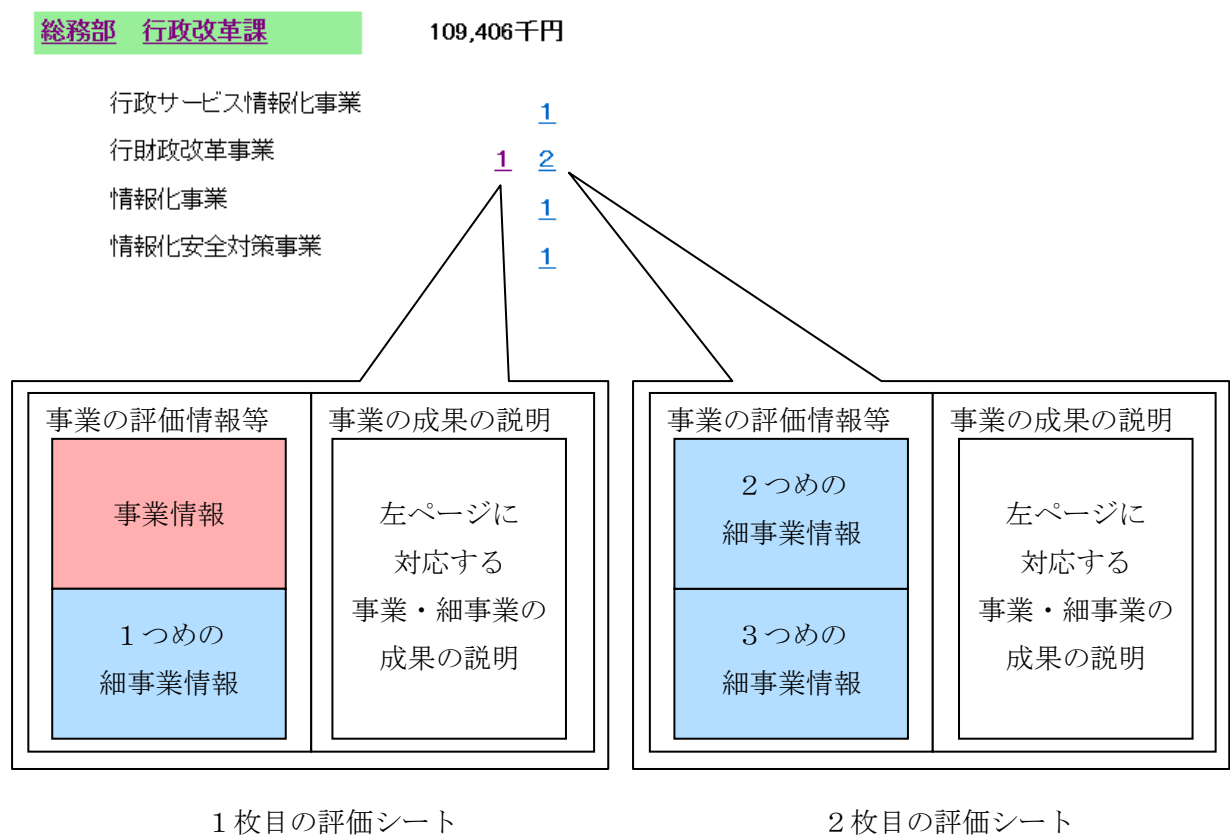 総務部 行政改革課 109,406千円
行政サービス情報化事業 1
行財政改革事業 1 2
情報化事業 1
情報化安全対策事業 1
事業の評価情報等
事業情報
1つめの
細事業情報
事業の成果の説明
左ページに
対応する
事業・細事業の
成果の説明
事業の評価情報等
2つめの
細事業情報
3つめの
細事業情報
事業の成果の説明
左ページに
対応する
事業・細事業の
成果の説明
1枚目の評価シート
2枚目の評価シート